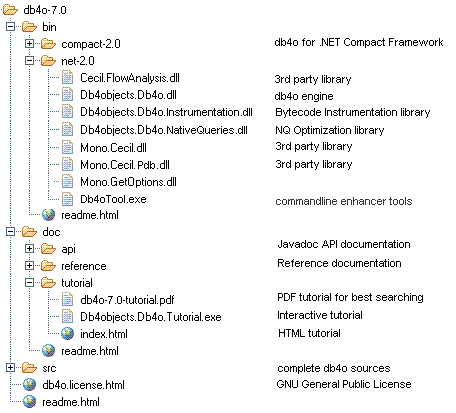 db4o-7.0
bin
compact-2.0 db4o for .NET Compact Framework
net-2.0
Cecil.FlowAnalysis.dll 3rd party library
Db4objects.Db4o.dll db4o engine
Db4objects.Db4o.Instrumentation.dll Bytecode Instrumentation library
Db4objects.Db4o.NativeQueries.dll NQ Optimization library
Mono.Cecil.dll 3rd party library
Mono.Cecil.Pdb.dll 3rd party library
Mono.GetOptions.dll
Db4oTool.exe commandline enhancer tools
readme.html
doc
api Javadoc API documentation
reference Reference documentation
tutorial
db4o-7.0-tutorial.pdf PDF tutorial for best searching
Db4objects.Db4o.Tutorial.exe Interactive tutorial
index.html HTML tutorial
readme.html
src complete db4o sources
db4o.license.html GNU General Public License
readme.html